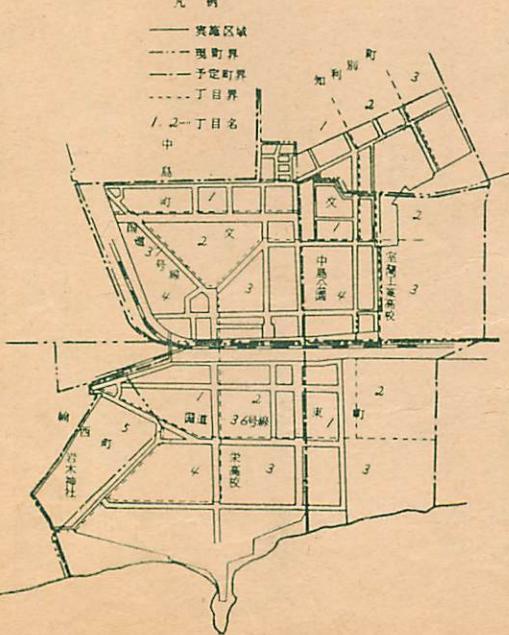 凡例
実施区域
現町界
予定町界
丁目界
1.2--丁目名
知利別町
1
2
3
中島町
1
文
1
2
国道37号線
2
文
3
4
3
中島公園
4
室蘭工業高校
3
1
2
国道36号線
東町
1
2
輪西町
5
岩木神社
4
栄高校
3
3